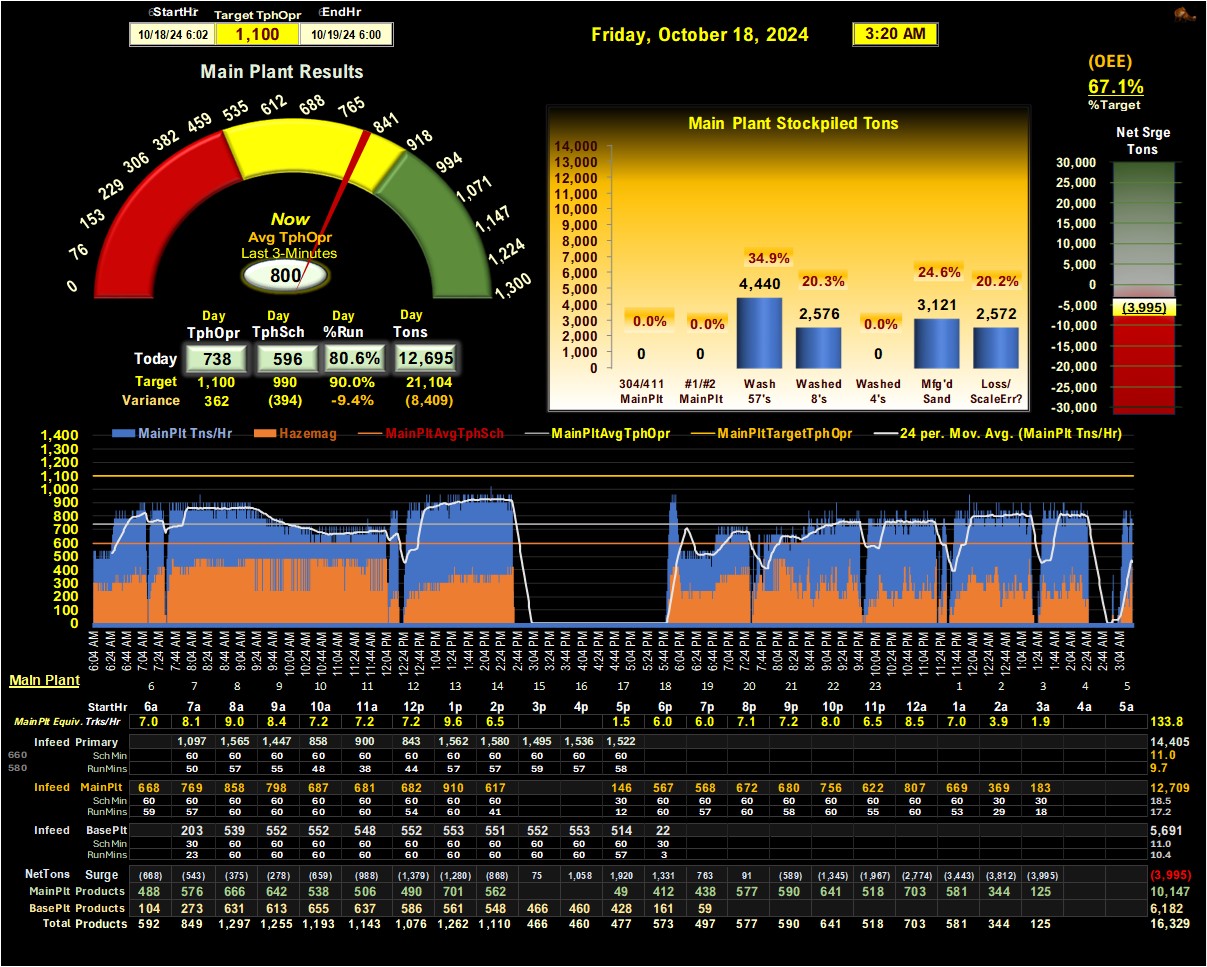 StartHr Target TphOpr EndHr
10/18/24 6:02 1,100 10/19/24 6:00
Friday, October 18, 2024 3:20 AM
(OEE)
67.1%
%Target
Main Plant Results
0 76 153 229 306 382 459 535 612 688 765 841 918 994 1,071 1,147 1,224 1,300
Now
Avg TphOpr
Last 3-Minutes
800
Day Day Day Day
TphOpr TphSch %Run Tons
Today 738 596 80.6% 12,695
Target 1,100 990 90.0% 21,104
Variance 362 (394) -9.4% (8,409)
Main Plant Stockpiled Tons
14,000
13,000
12,000
11,000
10,000
9,000
8,000
7,000
6,000
5,000
4,000
3,000
2,000
1,000
0
0.0% 0.0% 34.9% 20.3% 0.0% 24.6% 20.2%
0 0 4,440 2,576 0 3,121 2,572
304/411 #1/#2 Wash Washed Washed Mfg'd Loss/
MainPlt MainPlt 57's 8's 4's Sand ScaleErr?
Net Srge
Tons
30,000
25,000
20,000
15,000
10,000
5,000
0
-5,000
(3,995)
-10,000
-15,000
-20,000
-25,000
-30,000
MainPlt Tns/Hr Hazemag MainPltAvgTphSch MainPltAvgTphOpr MainPltTargetTphOpr 24 per. Mov. Avg. (MainPlt Tns/Hr)
1,400
1,300
1,200
1,100
1,000
900
800
700
600
500
400
300
200
100
0
6:04 AM 6:24 AM 6:44 AM 7:04 AM 7:24 AM 7:44 AM 8:04 AM 8:24 AM 8:44 AM 9:04 AM 9:24 AM 9:44 AM 10:04 AM 10:24 AM 10:44 AM 11:04 AM 11:24 AM 11:44 AM 12:04 PM 12:24 PM 12:44 PM 1:04 PM 1:24 PM 1:44 PM 2:04 PM 2:24 PM 2:44 PM 3:04 PM 3:24 PM 3:44 PM 4:04 PM 4:24 PM 4:44 PM 5:04 PM 5:24 PM 5:44 PM 6:04 PM 6:24 PM 6:44 PM 7:04 PM 7:24 PM 7:44 PM 8:04 PM 8:24 PM 8:44 PM 9:04 PM 9:24 PM 9:44 PM 10:04 PM 10:24 PM 10:44 PM 11:04 PM 11:24 PM 11:44 PM 12:04 AM 12:24 AM 12:44 AM 1:04 AM 1:24 AM 1:44 AM 2:04 AM 2:24 AM 2:44 AM 3:04 AM
Main Plant 6 7 8 9 10 11 12 13 14 15 16 17 18 19 20 21 22 23 1 2 3 4 5
StartHr 6a 7a 8a 9a 10a 11a 12p 1p 2p 3p 4p 5p 6p 7p 8p 9p 10p 11p 12a 1a 2a 3a 4a 5a
MainPlt Equiv. Trks/Hr 7.0 8.1 9.0 8.4 7.2 7.2 7.2 9.6 6.5 1.5 6.0 6.0 7.1 7.2 8.0 6.5 8.5 7.0 3.9 1.9 133.8
Infeed Primary 1,097 1,565 1,447 858 900 843 1,562 1,580 1,495 1,536 1,522 14,405
660 SchMin 60 60 60 60 60 60 60 60 60 60 60 11.0
580 RunMins 50 57 55 48 38 44 57 57 59 57 58 9.7
Infeed MainPlt 668 769 858 798 687 681 682 910 617 146 567 568 672 680 756 622 807 669 369 183 12,709
SchMin 60 60 60 60 60 60 60 60 60 30 60 60 60 60 60 60 60 60 30 30 18.5
RunMins 59 57 60 60 60 60 54 60 41 12 60 57 60 58 60 55 60 53 29 18 17.2
Infeed BasePlt 203 539 552 552 548 552 553 551 552 553 514 22 5,691
SchMin 30 60 60 60 60 60 60 60 60 60 60 30 11.0
RunMins 23 60 60 60 60 60 60 60 60 60 57 3 10.4
NetTons Surge (668) (543) (375) (278) (659) (988) (1,379) (1,280) (868) 75 1,058 1,920 1,331 763 91 (589) (1,345) (1,967) (2,774) (3,443) (3,812) (3,995) (3,995)
MainPlt Products 488 576 666 642 538 506 490 701 562 49 412 438 577 590 641 518 703 581 344 125 10,147
BasePlt Products 104 273 631 613 655 637 586 561 548 466 460 428 161 59 6,182
Total Products 592 849 1,297 1,255 1,193 1,143 1,076 1,262 1,110 466 460 477 573 497 577 590 641 518 703 581 344 125 16,329